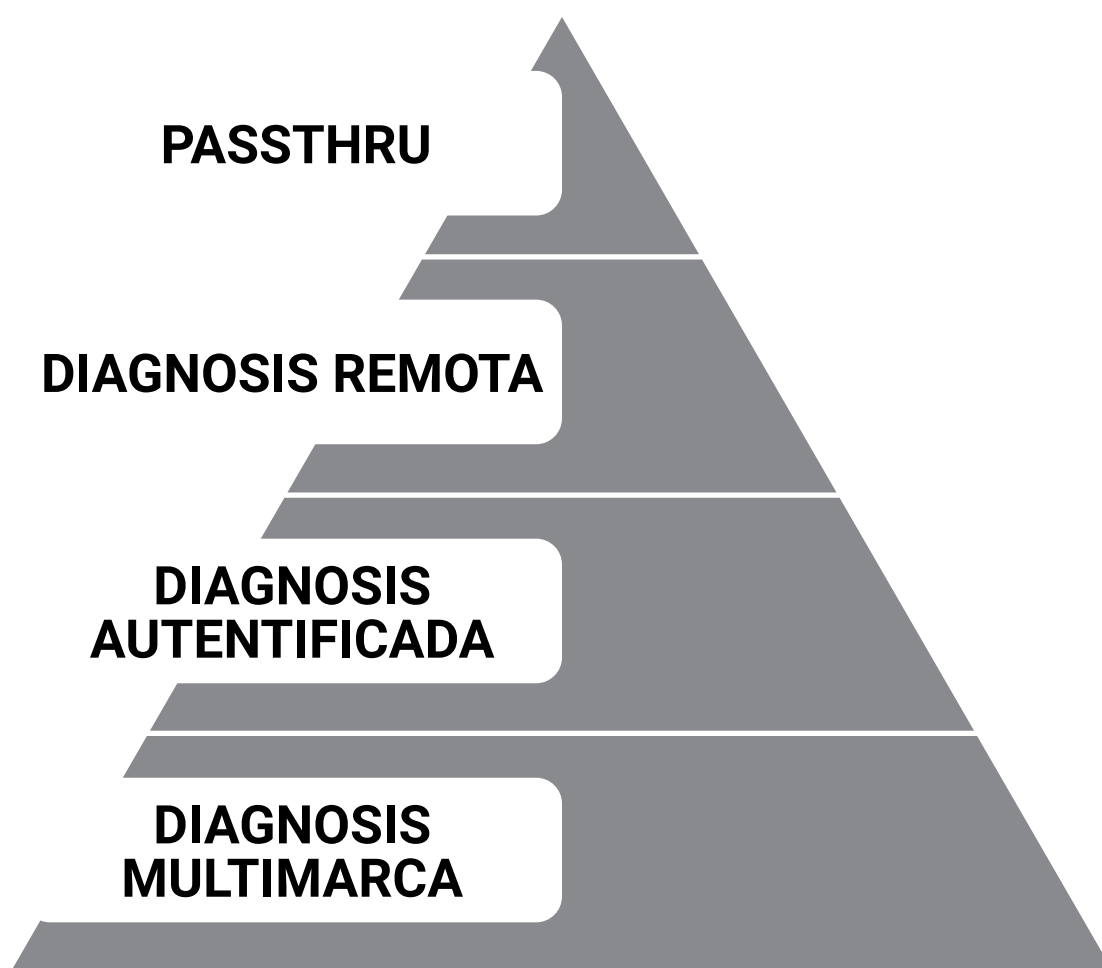 PASSTHRU
DIAGNOSIS REMOTA
DIAGNOSIS
AUTENTIFICADA
DIAGNOSIS
MULTIMARCA